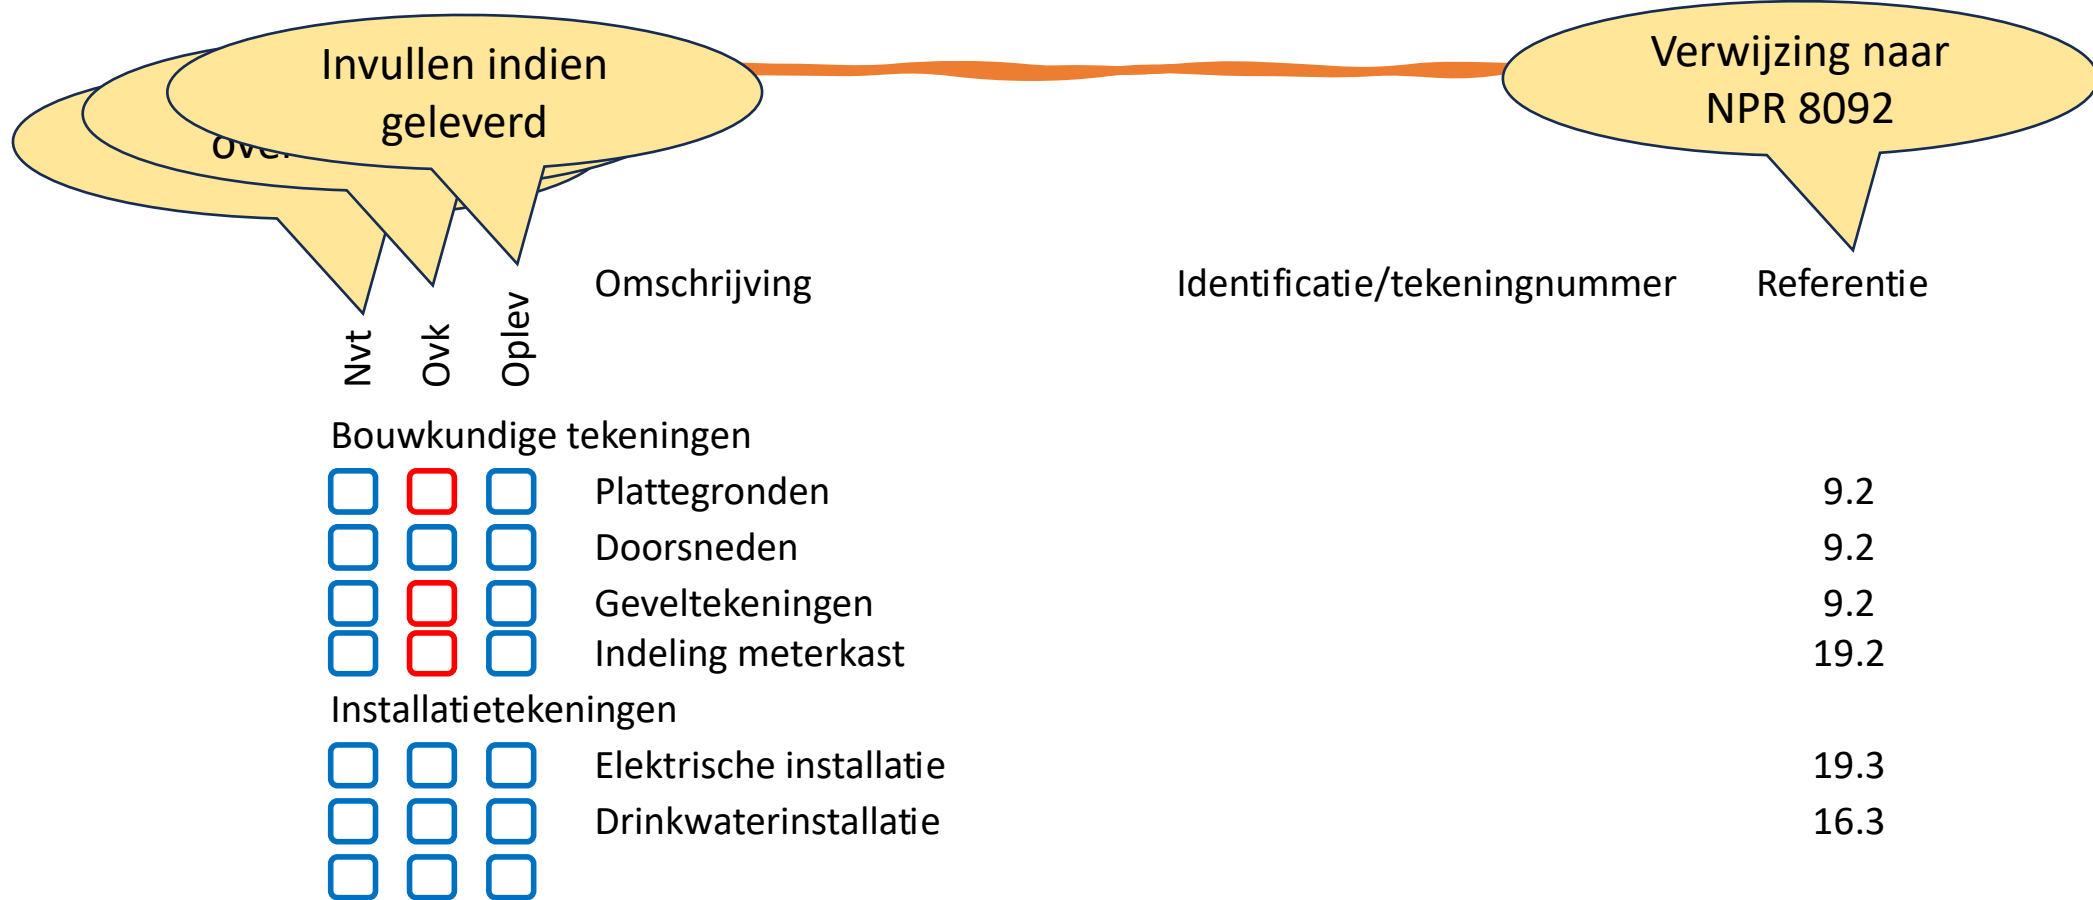 Invullen indien
geleverd
Verwijzing naar
NPR 8092
Omschrijving
Identificatie/tekeningnummer
Referentie
Nvt
Ovk
Oplev
Bouwkundige tekeningen
Plattegronden 9.2
Doorsneden 9.2
Geveltekeningen 9.2
Indeling meterkast 19.2
Installatietekeningen
Elektrische installatie 19.3
Drinkwaterinstallatie 16.3